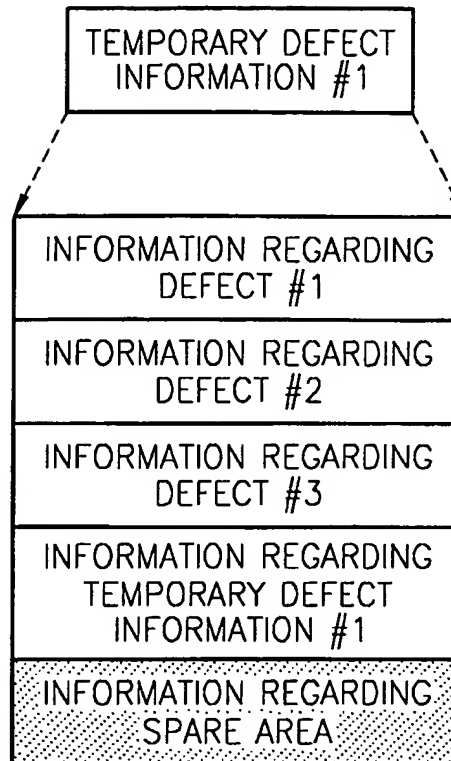 TEMPORARY DEFECT
INFORMATION #1
INFORMATION REGARDING
DEFECT #1
INFORMATION REGARDING
DEFECT #2
INFORMATION REGARDING
DEFECT #3
INFORMATION REGARDING
TEMPORARY DEFECT
INFORMATION #1
INFORMATION REGARDING
SPARE AREA